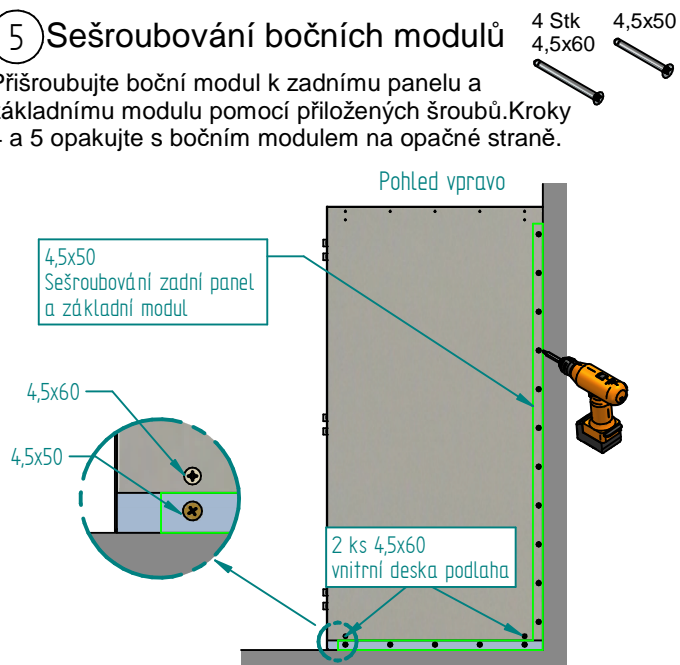 5 Sešroubování bočních modulů
4 Stk 4,5x50
4,5x60
Přišroubujte boční modul k zadnímu panelu a
základnímu modulu pomocí přiložených šroubů.Kroky
4 a 5 opakujte s bočním modulem na opačné straně.
Pohled vpravo
4,5x50
Sešroubování zadní panel
a základní modul
4,5x60
4,5x50
2 ks 4,5x60
vnitrní deska podlaha